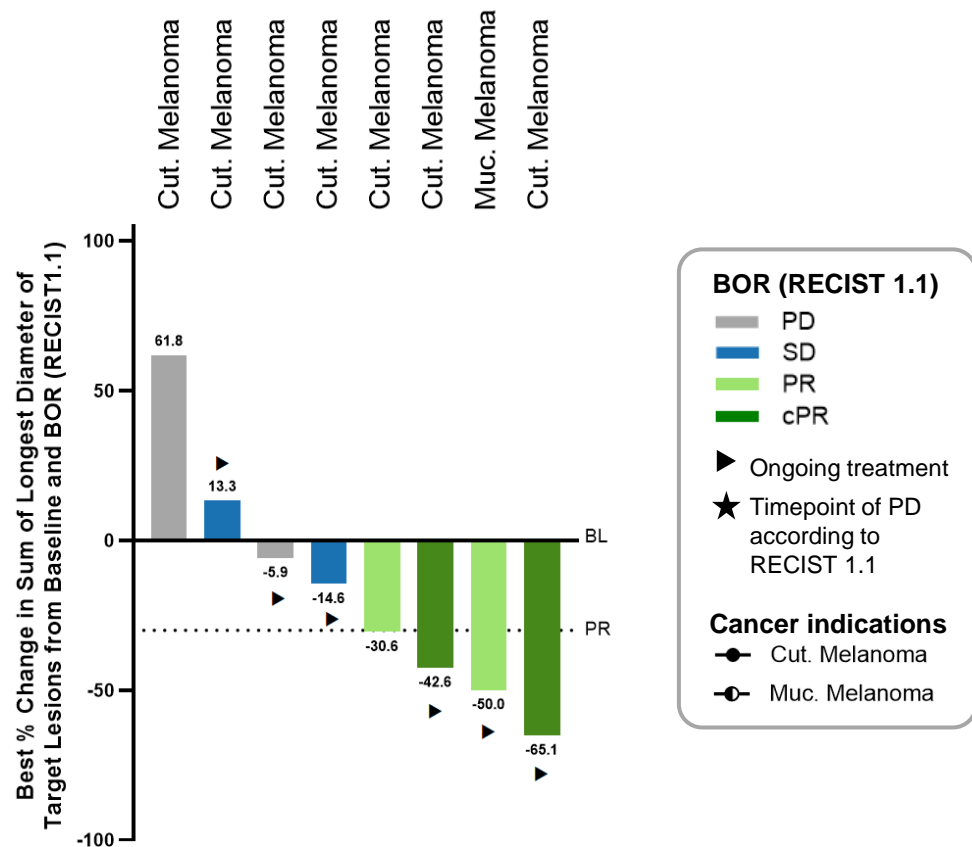 Cut. Melanoma
Cut. Melanoma
Cut. Melanoma
Cut. Melanoma
Cut. Melanoma
Cut. Melanoma
Muc. Melanoma
Cut. Melanoma
Best % Change in Sum of Longest Diameter of
Target Lesions from Baseline and BOR (RECIST1.1)
100
50
0
-50
-100
61.8
13.3
-5.9
-14.6
-30.6
-42.6
-50.0
-65.1
BL
PR
BOR (RECIST 1.1)
PD
SD
PR
cPR
Ongoing treatment
Timepoint of PD
according to
RECIST 1.1
Cancer indications
Cut. Melanoma
Muc. Melanoma